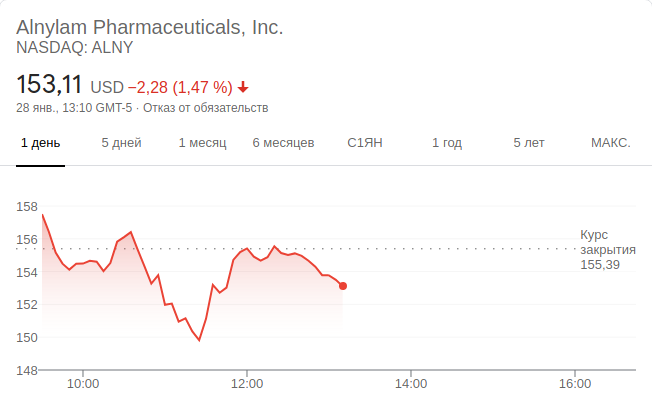 Alnylam Pharmaceuticals, Inc.
NASDAQ: ALNY
153,11 USD −2,28 (1,47 %)
28 янв., 13:10 GMT-5 · Отказ от обязательств
1 день 5 дней 1 месяц 6 месяцев С1ЯН 1 год 5 лет МАКС.
158
156
154
152
150
148
Курс
закрытия
155,39
10:00 12:00 14:00 16:00